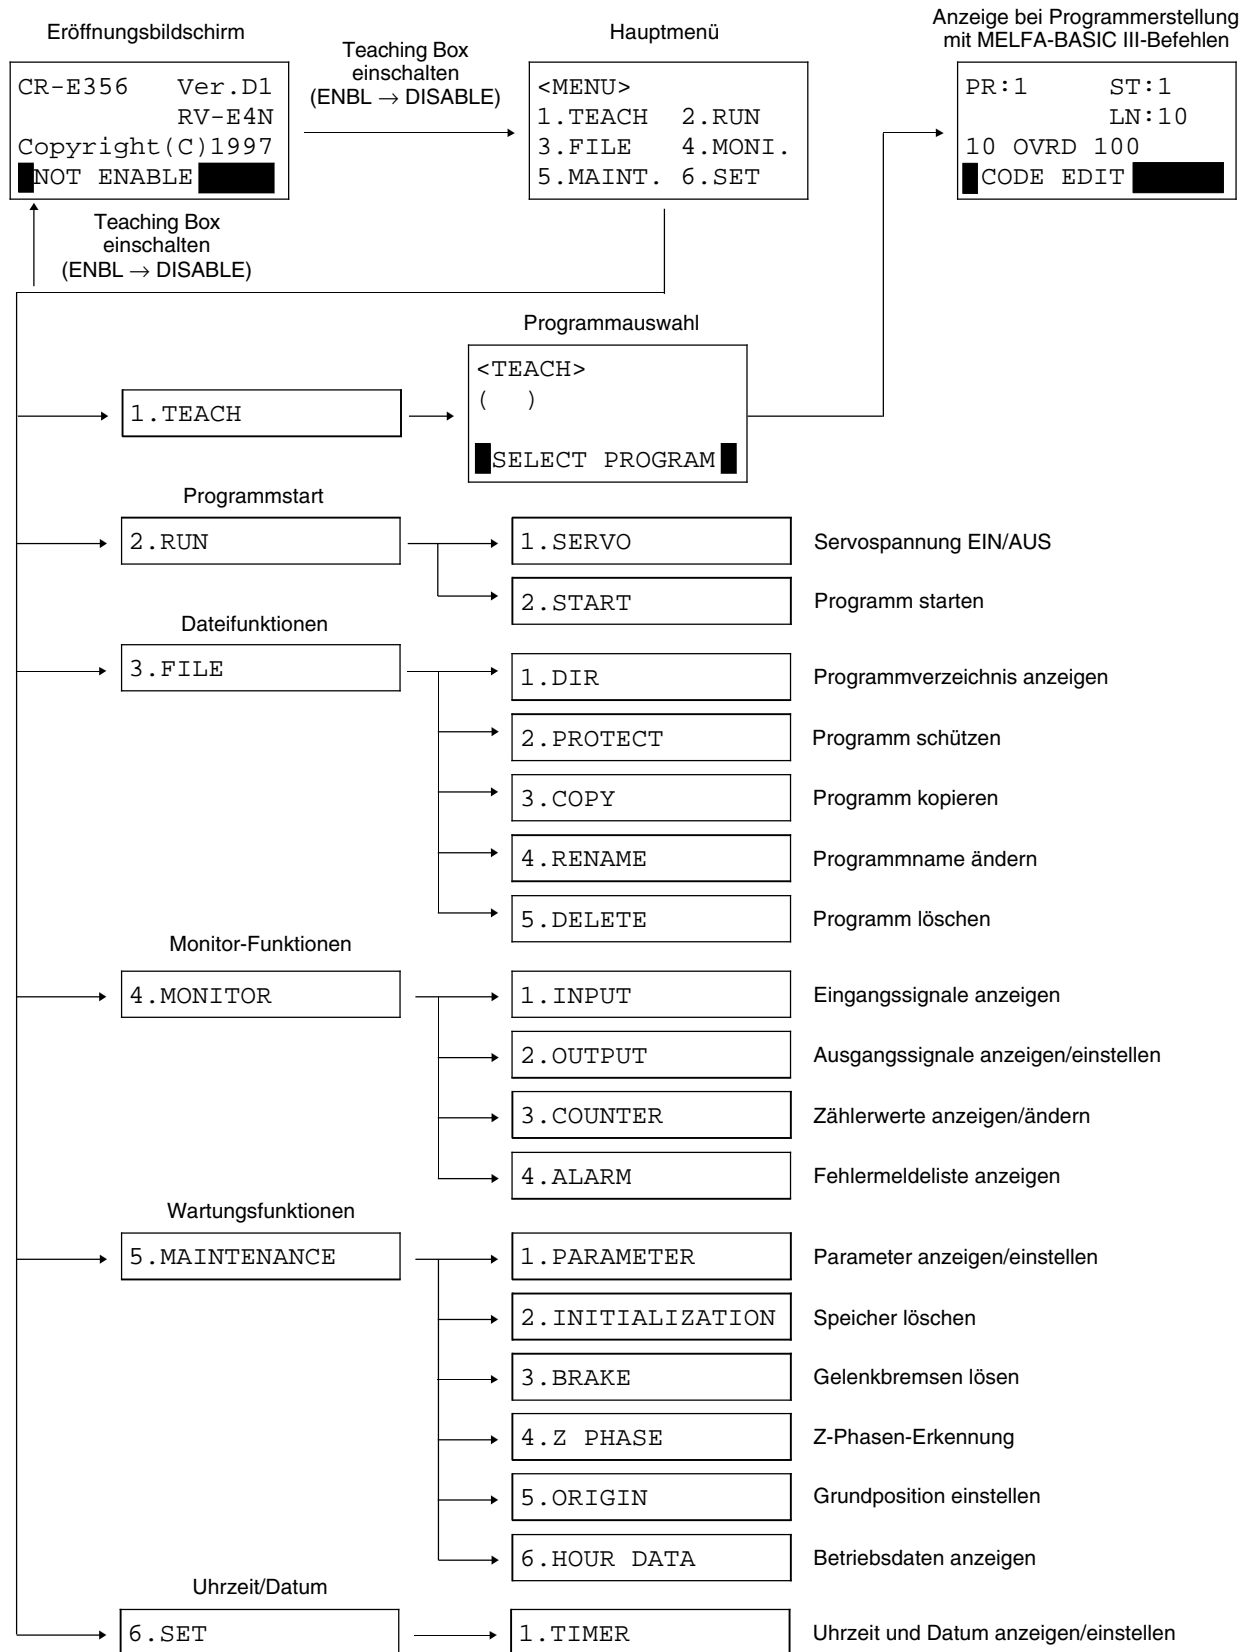 Eröffnungsbildschirm
CR-E356 Ver.D1
RV-E4N
Copyright(C)1997
NOT ENABLE
Teaching Box
einschalten
(ENBL → DISABLE)
Hauptmenü
<MENU>
1.TEACH 2.RUN
3.FILE 4.MONI.
5.MAINT. 6.SET
Anzeige bei Programmerstellung
mit MELFA-BASIC III-Befehlen
PR:1 ST:1
LN:10
10 OVRD 100
CODE EDIT
Teaching Box
einschalten
(ENBL → DISABLE)
Programmauswahl
1.TEACH
<TEACH>
( )
SELECT PROGRAM
Programmstart
2.RUN
1.SERVO Servospannung EIN/AUS
2.START Programm starten
Dateifunktionen
3.FILE
1.DIR Programmverzeichnis anzeigen
2.PROTECT Programm schützen
3.COPY Programm kopieren
4.RENAME Programmname ändern
5.DELETE Programm löschen
Monitor-Funktionen
4.MONITOR
1.INPUT Eingangssignale anzeigen
2.OUTPUT Ausgangssignale anzeigen/einstellen
3.COUNTER Zählerwerte anzeigen/ändern
4.ALARM Fehlermeldeliste anzeigen
Wartungsfunktionen
5.MAINTENANCE
1.PARAMETER Parameter anzeigen/einstellen
2.INITIALIZATION Speicher löschen
3.BRAKE Gelenkbremsen lösen
4.Z PHASE Z-Phasen-Erkennung
5.ORIGIN Grundposition einstellen
6.HOUR DATA Betriebsdaten anzeigen
Uhrzeit/Datum
6.SET
1.TIMER Uhrzeit und Datum anzeigen/einstellen